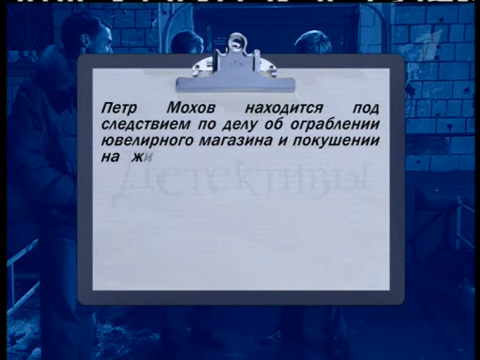 Петр Мохов находится под
следствием по делу об ограблении
ювелирного магазина и покушении
на жи
Детективы